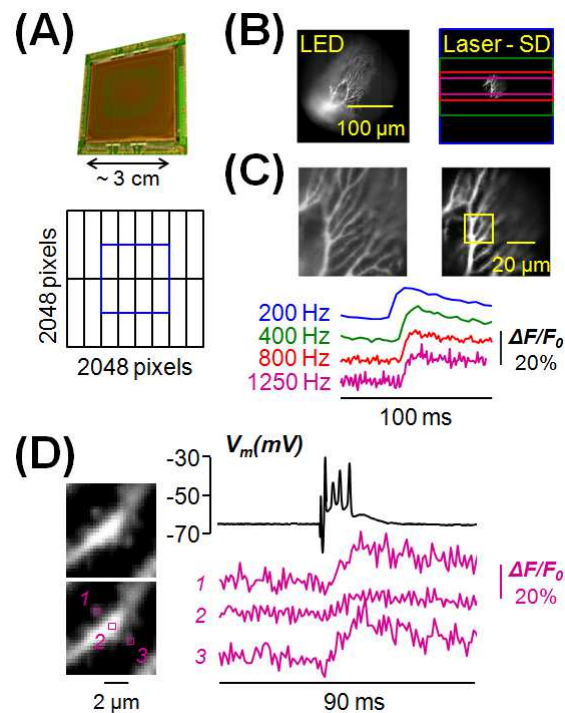 (A)
~ 3 cm
2048 pixels
2048 pixels
(B)
LED
100 µm
Laser - SD
(C)
20 µm
200 Hz
400 Hz
800 Hz
1250 Hz
ΔF/F0
20%
100 ms
(D)
Vm(mV)
-30
-50
-70
1
2
3
2 µm
1
2
3
ΔF/F0
20%
90 ms